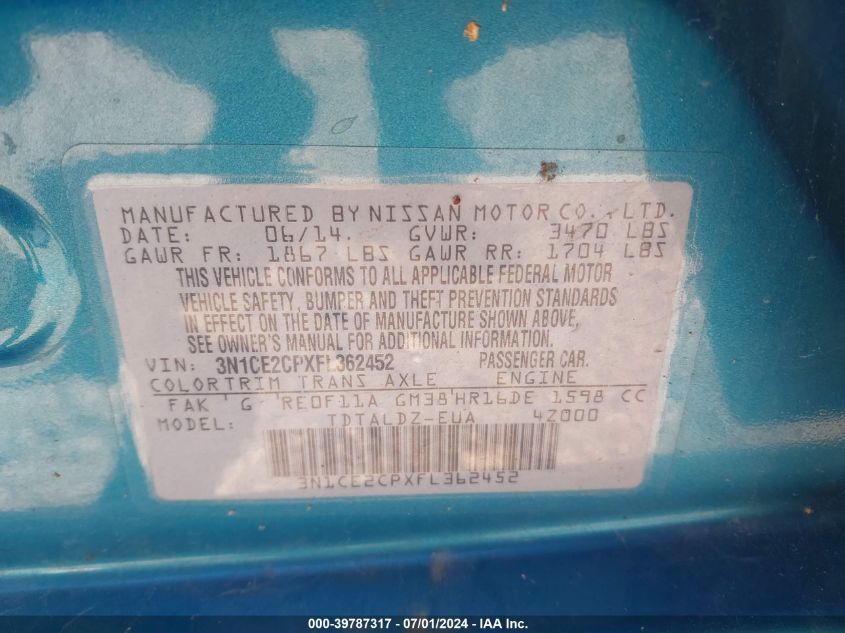 MANUFACTURED BY NISSAN MOTOR CO., LTD.
DATE: 06/14. GVWR: 3470 LBS
GAWR FR: 1867 LBS GAWR RR: 1704 LBS
THIS VEHICLE CONFORMS TO ALL APPLICABLE FEDERAL MOTOR
VEHICLE SAFETY, BUMPER AND THEFT PREVENTION STANDARDS
IN EFFECT ON THE DATE OF MANUFACTURE SHOWN ABOVE,
SEE OWNER'S MANUAL FOR ADDITIONAL INFORMATION.
VIN: 3N1CE2CPXFL362452 PASSENGER CAR.
COLOR TRIM TRANS AXLE ENGINE
FAK G RE0F11A GM38 HR16DE 1598 CC
MODEL: TDTALDZ-EUA 4Z000
3N1CE2CPXFL362452
000-39787317 - 07/01/2024 - IAA Inc.